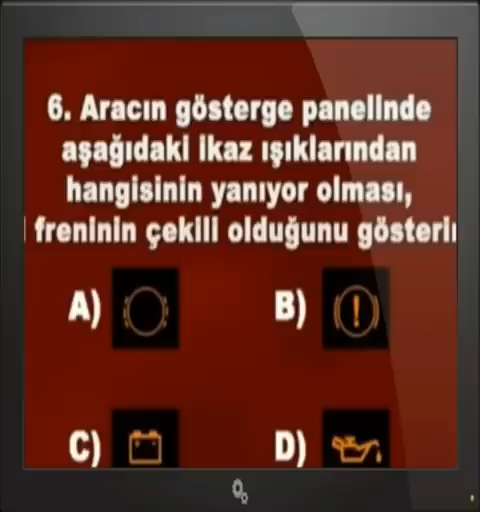 6. Aracın gösterge panelinde
aşağıdaki ikaz ışıklarından
hangisinin yanıyor olması,
freninin çekili olduğunu gösterir
A)
B)
C)
D)